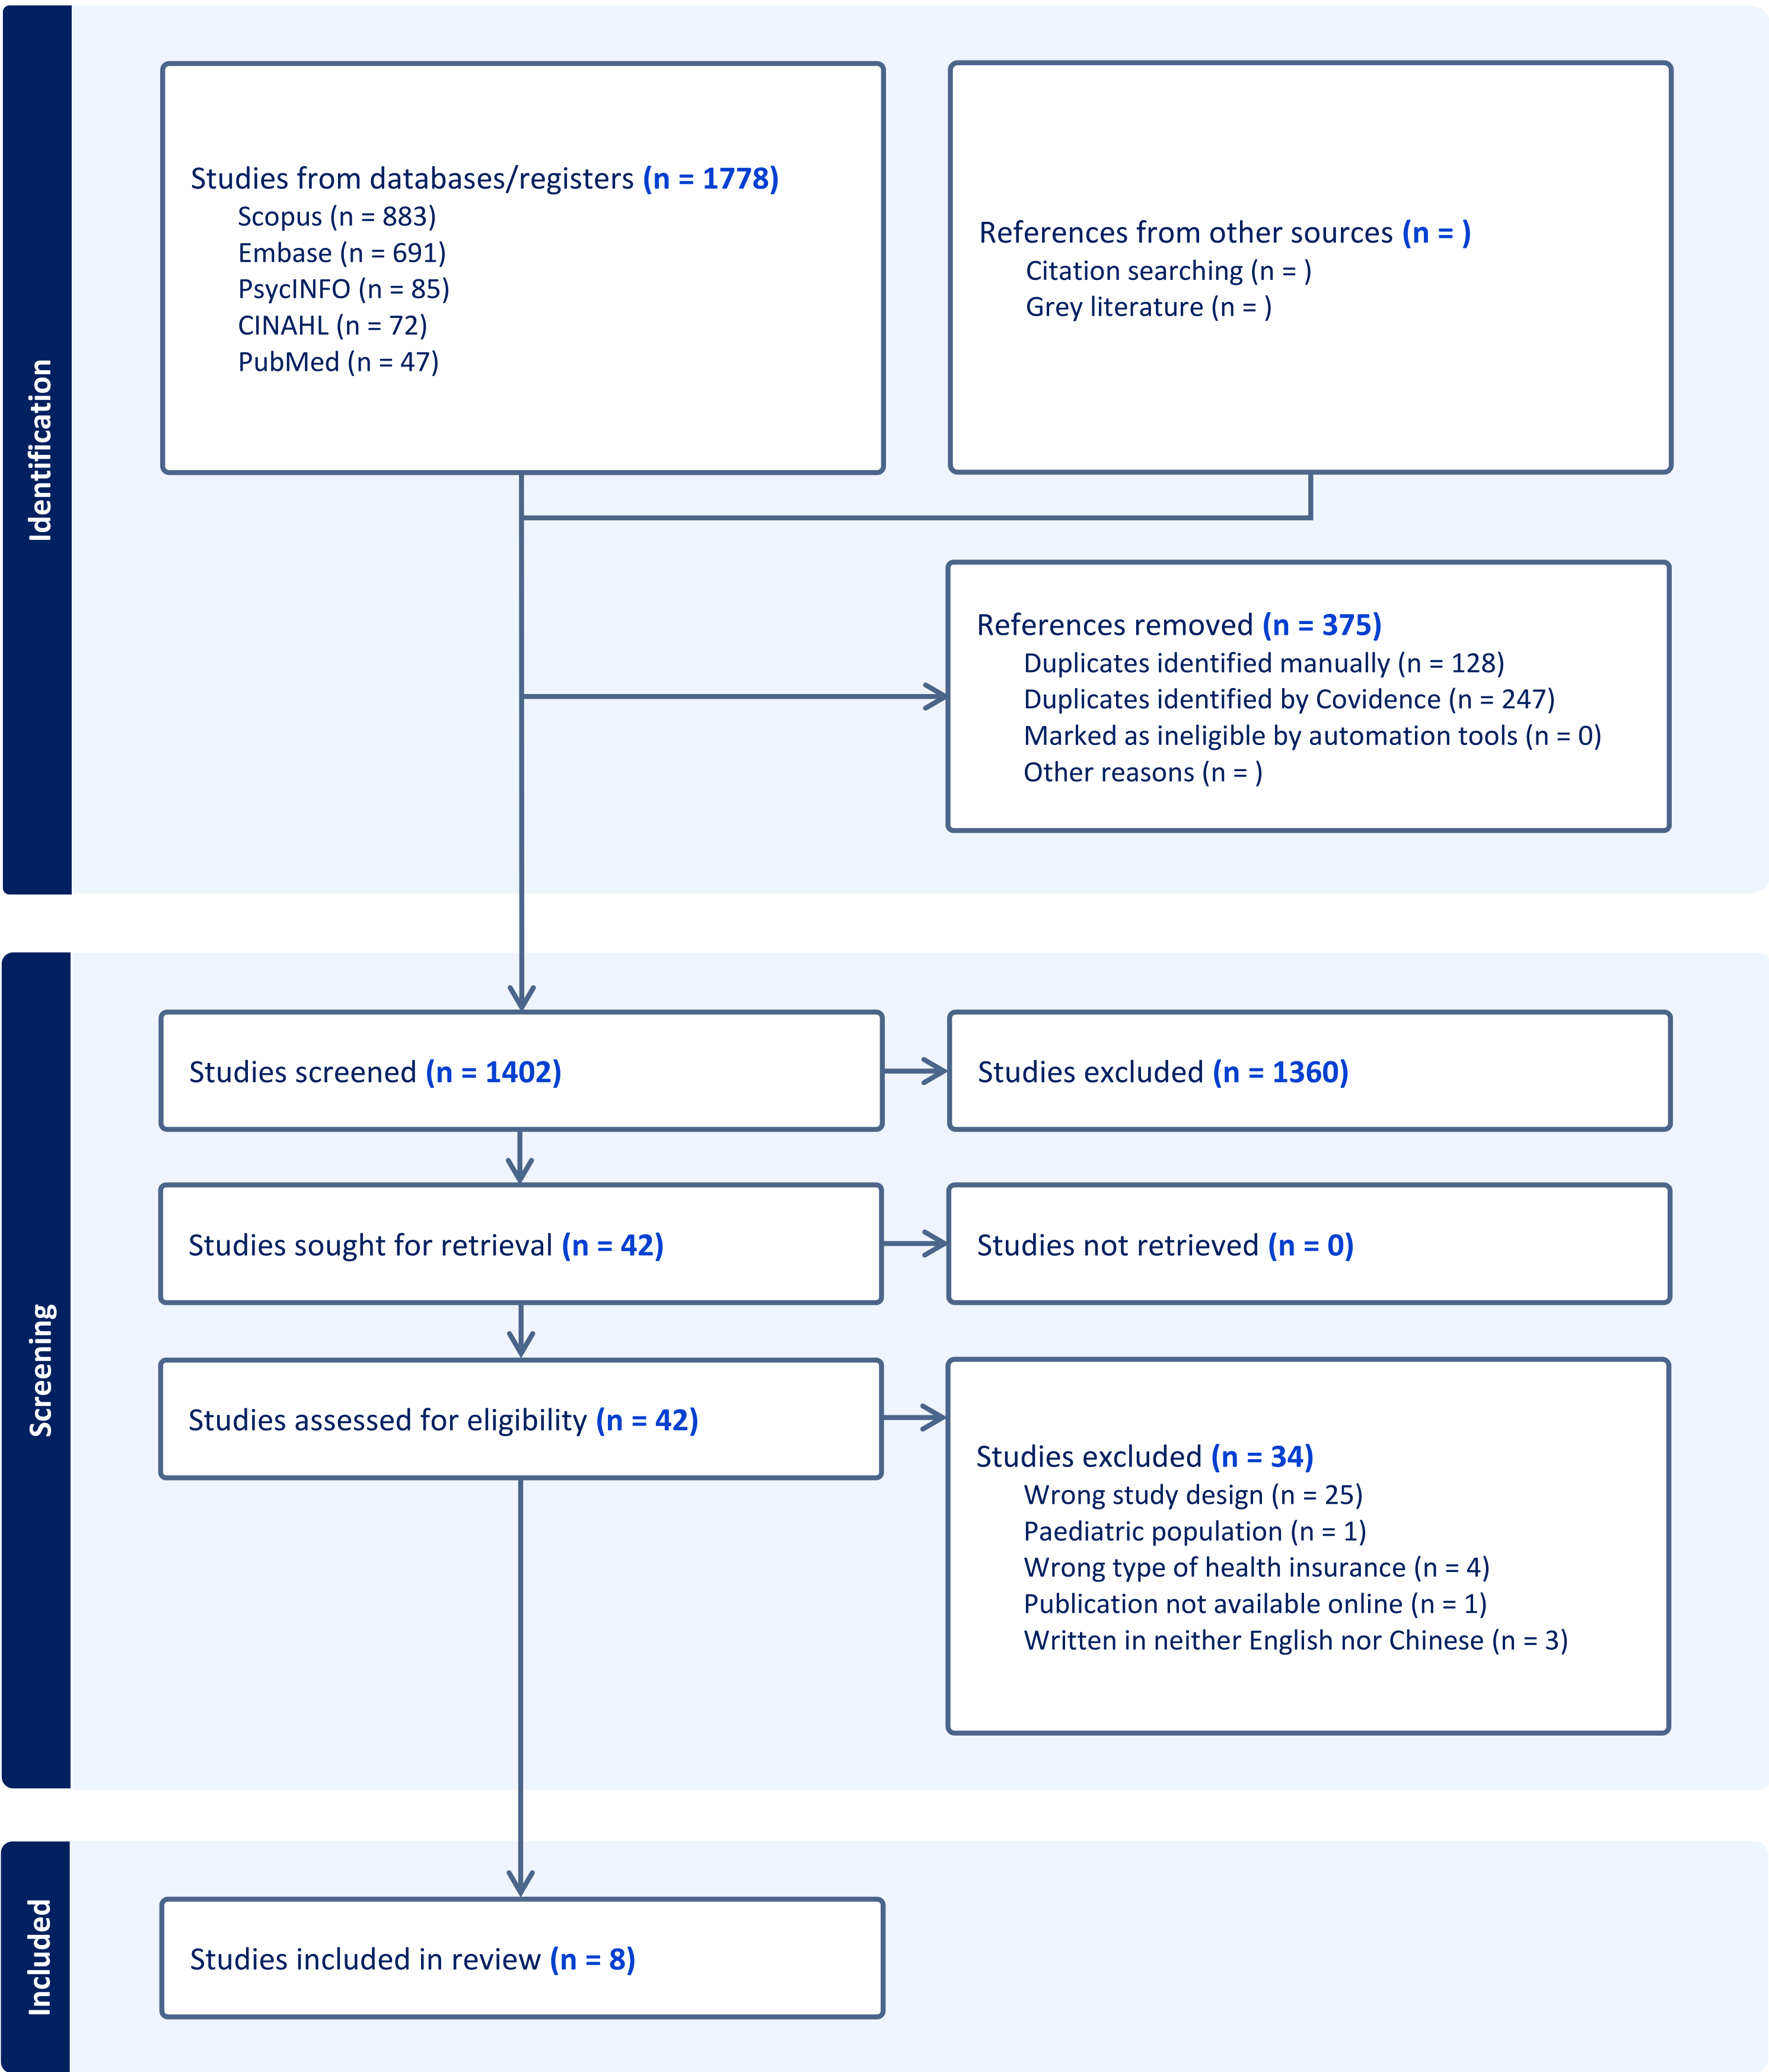 Identification
Studies from databases/registers (n = 1778)
Scopus (n = 883)
Embase (n = 691)
PsycINFO (n = 85)
CINAHL (n = 72)
PubMed (n = 47)
References from other sources (n = )
Citation searching (n = )
Grey literature (n = )
References removed (n = 375)
Duplicates identified manually (n = 128)
Duplicates identified by Covidence (n = 247)
Marked as ineligible by automation tools (n = 0)
Other reasons (n = )
Screening
Studies screened (n = 1402)
Studies excluded (n = 1360)
Studies sought for retrieval (n = 42)
Studies not retrieved (n = 0)
Studies assessed for eligibility (n = 42)
Studies excluded (n = 34)
Wrong study design (n = 25)
Paediatric population (n = 1)
Wrong type of health insurance (n = 4)
Publication not available online (n = 1)
Written in neither English nor Chinese (n = 3)
Included
Studies included in review (n = 8)